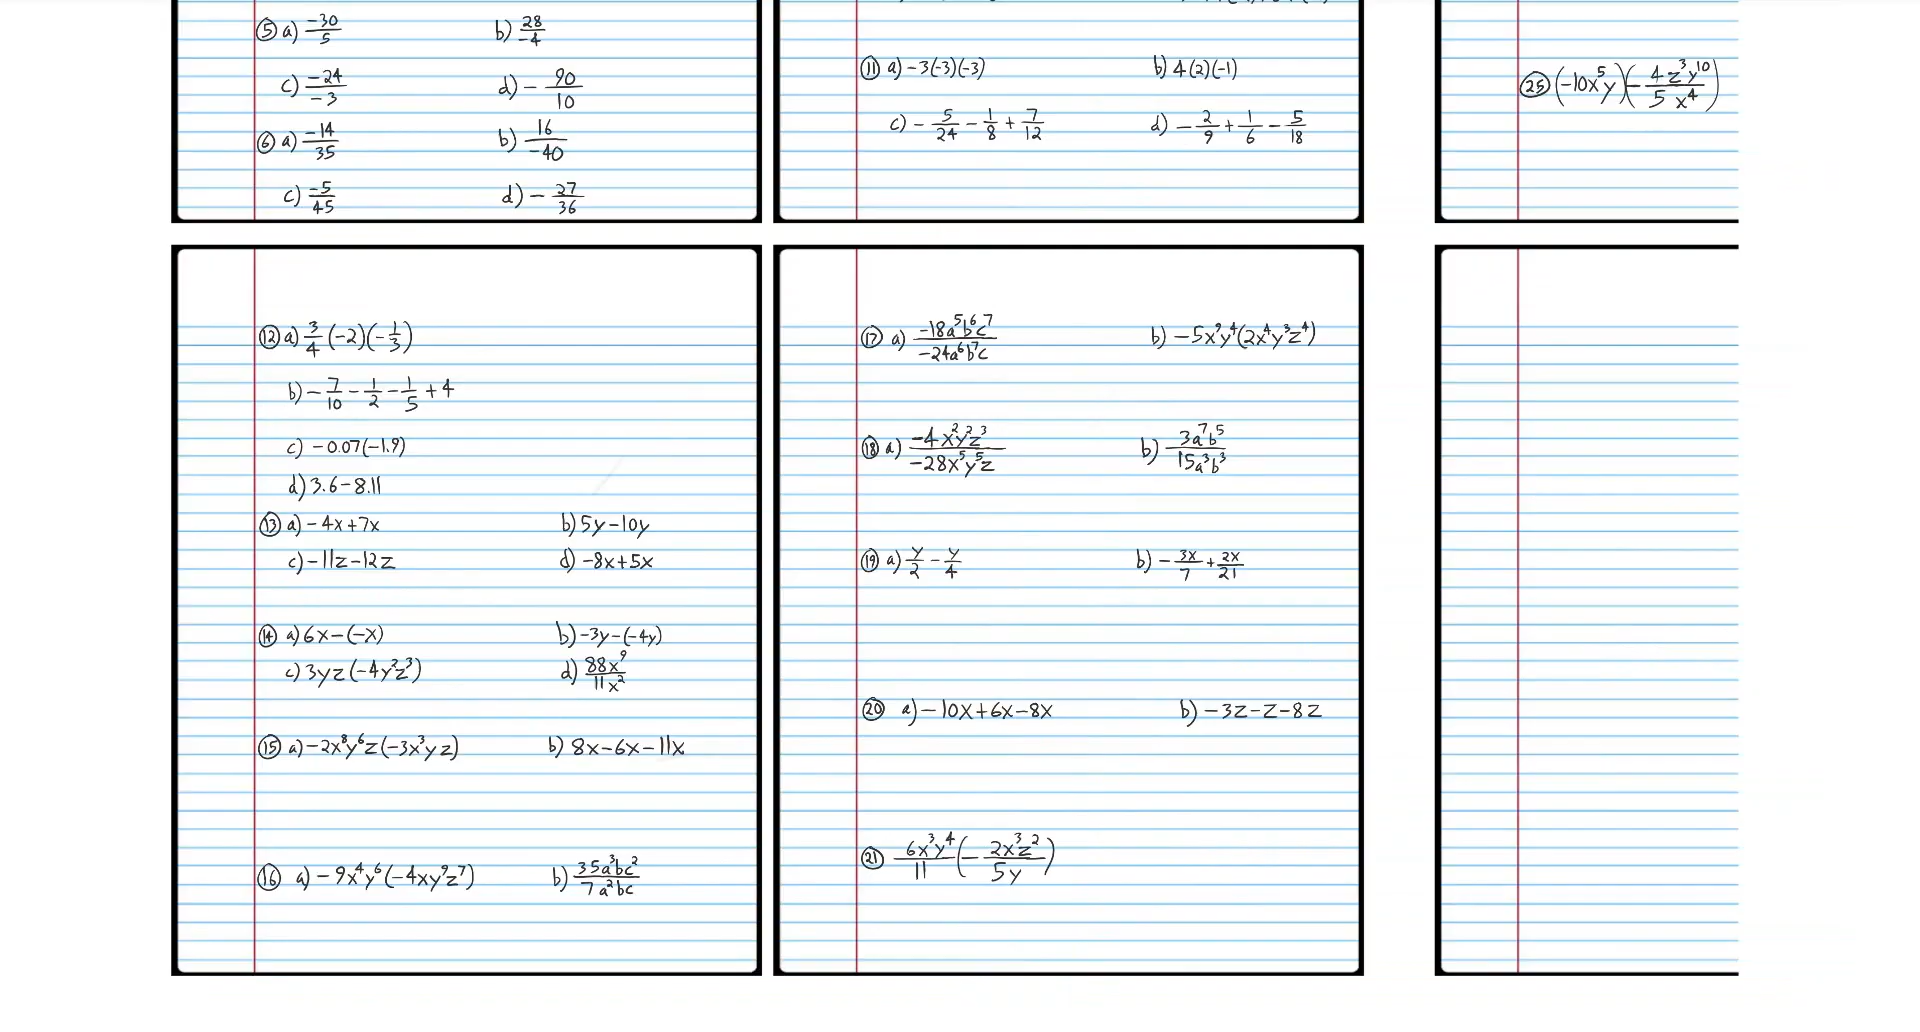 ⑤ a) -30/5 b) 28/-4
c) -24/-3 d) - 90/10
⑥ a) -14/35 b) 16/-40
c) -5/45 d) - 27/36
⑪ a) -3(-3)(-3) b) 4(2)(-1)
c) - 5/24 - 1/8 + 7/12 d) - 2/9 + 1/6 - 5/18
㉕ (-10x⁵y)(- 4z³y¹⁰/5x⁴)
⑫ a) 3/4 (-2)(-1/3)
b) - 7/10 - 1/2 - 1/5 + 4
c) -0.07(-1.9)
d) 3.6-8.11
⑬ a) -4x+7x b) 5y-10y
c) -11z-12z d) -8x+5x
⑭ a) 6x-(-x) b) -3y-(-4y)
c) 3yz(-4y²z³) d) 88x⁹/11x²
⑮ a) -2x⁸y⁶z(-3x³yz) b) 8x-6x-11x
⑯ a) -9x⁴y⁶(-4xy⁹z⁷) b) 35a³bc²/7a²bc
⑰ a) -18a⁵b⁶c⁷/-24a⁶b⁷c b) -5x⁹y⁴(2x⁴y³z⁴)
⑱ a) -4x²y²z³/-28x⁵y⁵z b) 3a⁷b⁵/15a³b³
⑲ a) y/2 - y/4 b) - 3x/7 + 2x/21
⑳ a) -10x+6x-8x b) -3z-z-8z
㉑ 6x³y⁴/11 (- 2x³z²/5y)